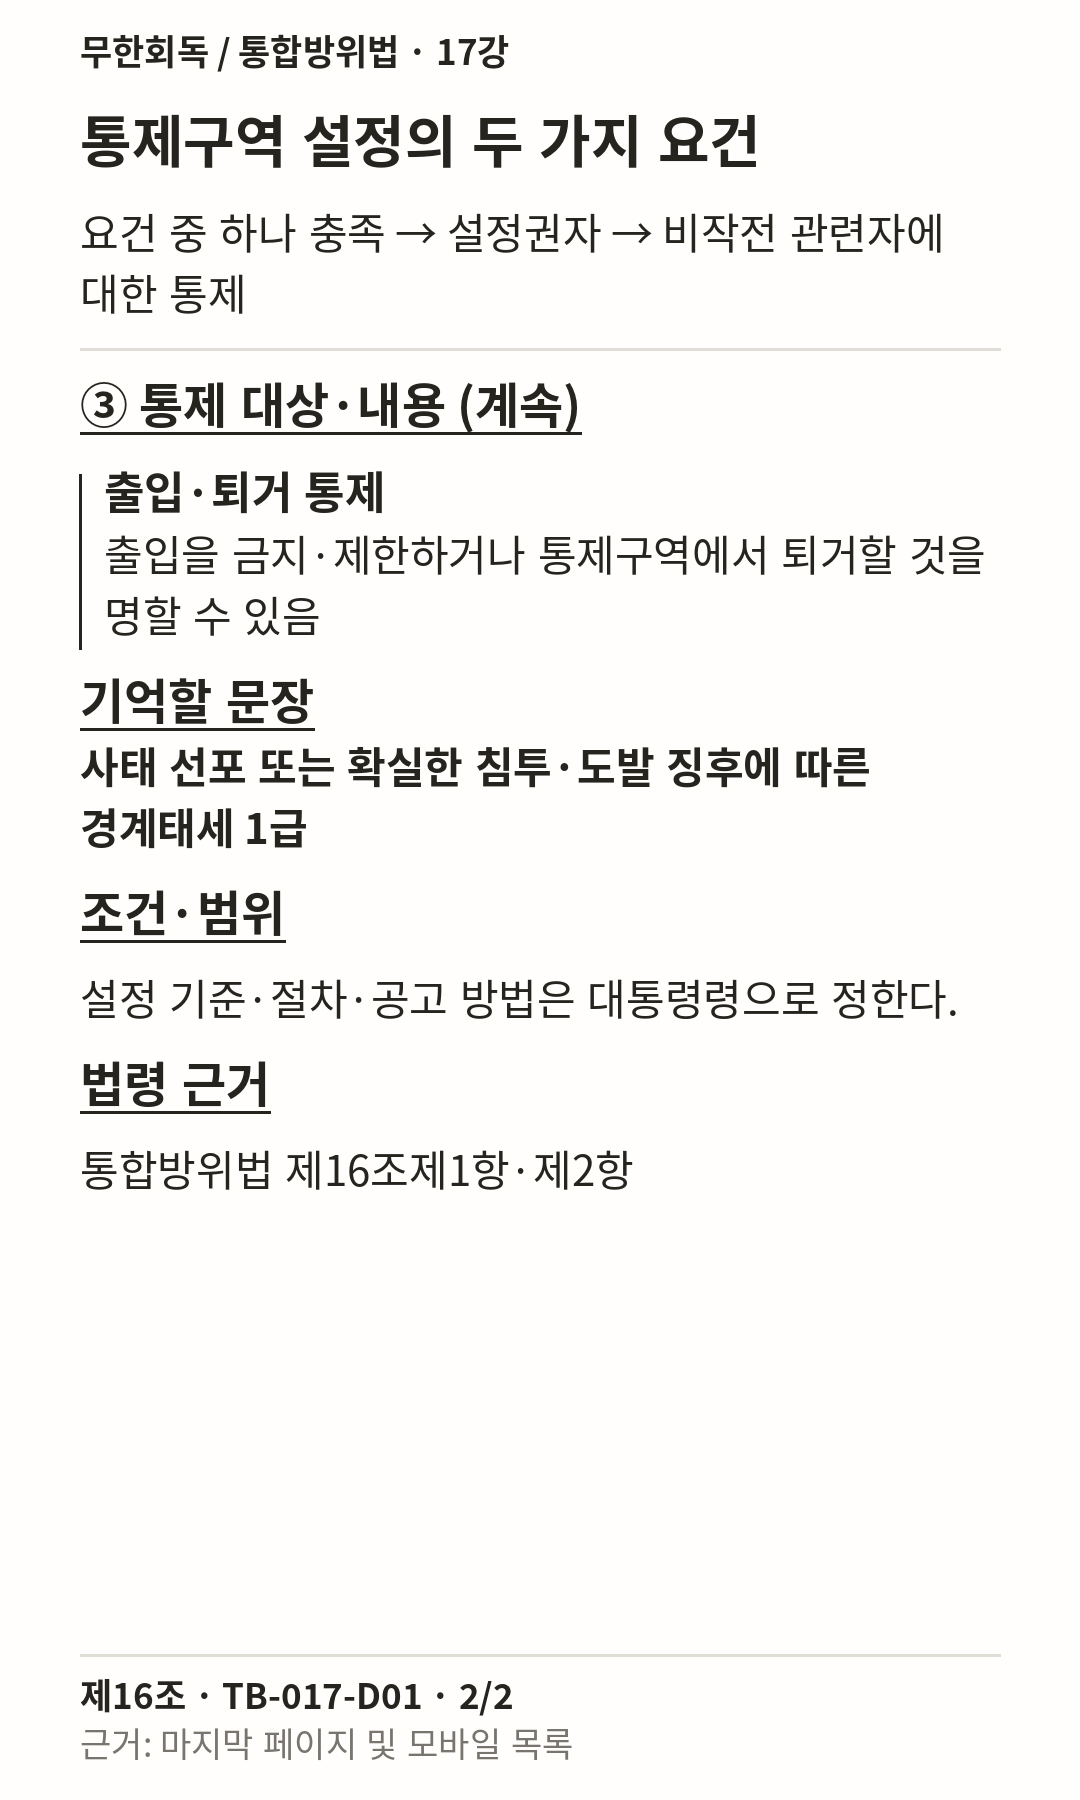 무한회독 / 통합방위법 · 17강
통제구역 설정의 두 가지 요건
요건 중 하나 충족 → 설정권자 → 비작전 관련자에
대한 통제
③ 통제 대상·내용 (계속)
출입·퇴거 통제
출입을 금지·제한하거나 통제구역에서 퇴거할 것을
명할 수 있음
기억할 문장
사태 선포 또는 확실한 침투·도발 징후에 따른
경계태세 1급
조건·범위
설정 기준·절차·공고 방법은 대통령령으로 정한다.
법령 근거
통합방위법 제16조제1항·제2항
제16조 · TB-017-D01 · 2/2
근거: 마지막 페이지 및 모바일 목록